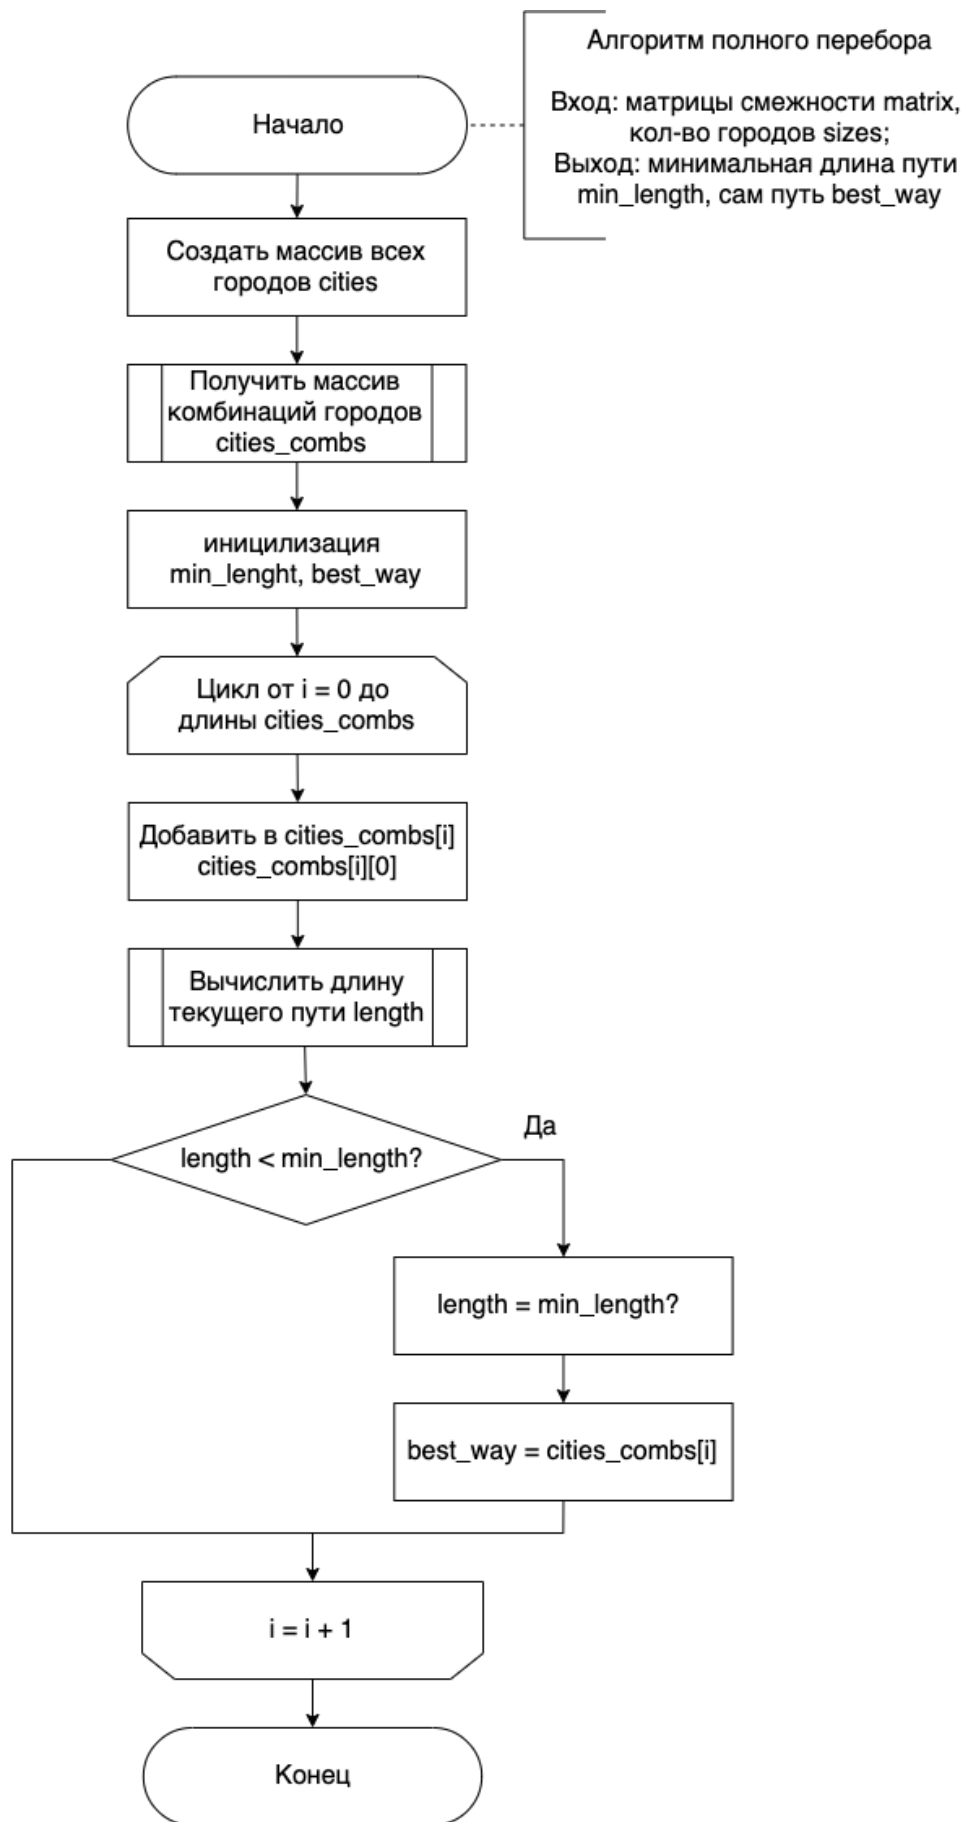 Алгоритм полного перебора
Вход: матрицы смежности matrix,
кол-во городов sizes;
Выход: минимальная длина пути
min_length, сам путь best_way
Начало
Создать массив всех
городов cities
Получить массив
комбинаций городов
cities_combs
иницилизация
min_lenght, best_way
Цикл от i = 0 до
длины cities_combs
Добавить в cities_combs[i]
cities_combs[i][0]
Вычислить длину
текущего пути length
length < min_length?
Да
length = min_length?
best_way = cities_combs[i]
i = i + 1
Конец